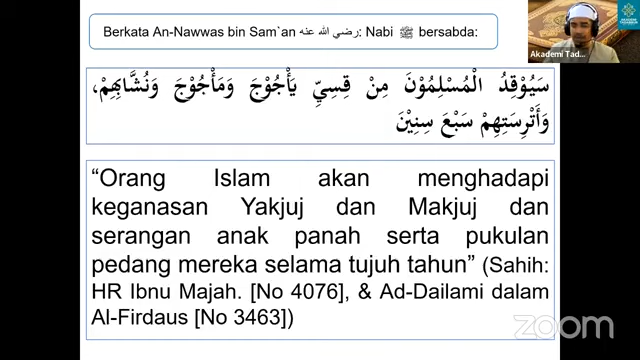 Berkata An-Nawwas bin Sam`an رضي الله عنه: Nabi ﷺ bersabda:
سَيُوْقِدُ الْمُسْلِمُوْنَ مِنْ قِسِيِّ يَأْجُوْجَ وَمَأْجُوْجَ وَنُشَّابِهِمْ،
وَأَتْرِسَتِهِمْ سَبْعَ سِنِيْنَ
“Orang Islam akan menghadapi
keganasan Yakjuj dan Makjuj dan
serangan anak panah serta pukulan
pedang mereka selama tujuh tahun” (Sahih:
HR Ibnu Majah. [No 4076], & Ad-Dailami dalam
Al-Firdaus [No 3463])
Akademi Tad...
zoom